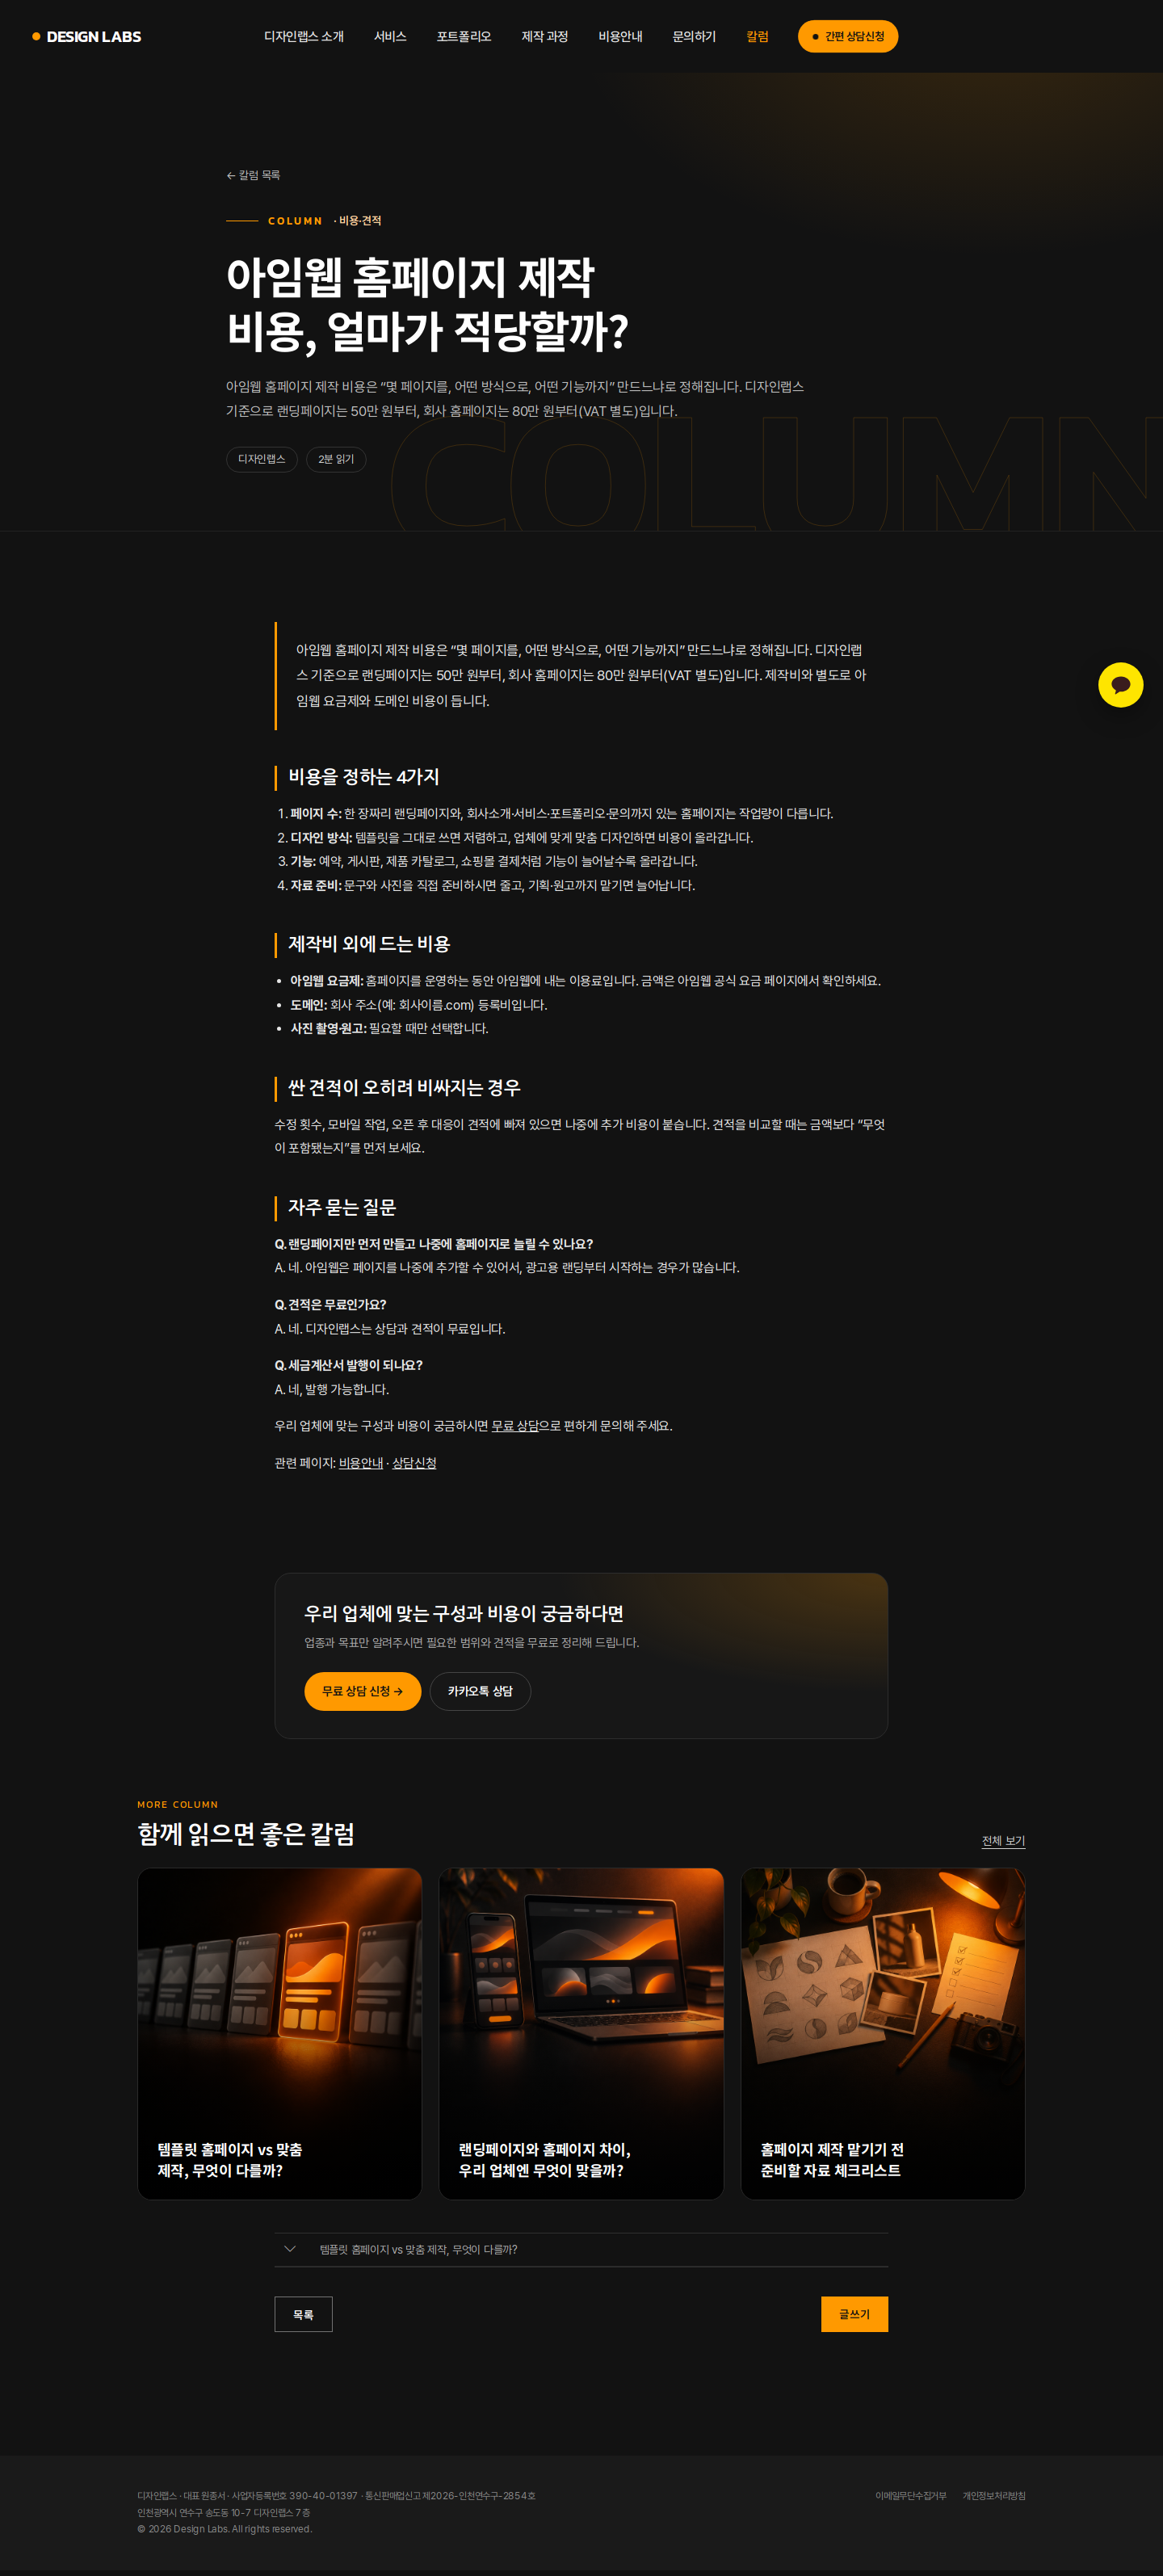 DESIGN LABS
디자인랩스 소개
서비스
포트폴리오
제작 과정
비용안내
문의하기
칼럼
간편 상담신청
← 칼럼 목록
COLUMN · 비용·견적
아임웹 홈페이지 제작
비용, 얼마가 적당할까?
아임웹 홈페이지 제작 비용은 “몇 페이지를, 어떤 방식으로, 어떤 기능까지” 만드느냐로 정해집니다. 디자인랩스
기준으로 랜딩페이지는 50만 원부터, 회사 홈페이지는 80만 원부터(VAT 별도)입니다.
디자인랩스
2분 읽기
COLUMN
아임웹 홈페이지 제작 비용은 “몇 페이지를, 어떤 방식으로, 어떤 기능까지” 만드느냐로 정해집니다. 디자인랩
스 기준으로 랜딩페이지는 50만 원부터, 회사 홈페이지는 80만 원부터(VAT 별도)입니다. 제작비와 별도로 아
임웹 요금제와 도메인 비용이 듭니다.
비용을 정하는 4가지
1. 페이지 수: 한 장짜리 랜딩페이지와, 회사소개·서비스·포트폴리오·문의까지 있는 홈페이지는 작업량이 다릅니다.
2. 디자인 방식: 템플릿을 그대로 쓰면 저렴하고, 업체에 맞게 맞춤 디자인하면 비용이 올라갑니다.
3. 기능: 예약, 게시판, 제품 카탈로그, 쇼핑몰 결제처럼 기능이 늘어날수록 올라갑니다.
4. 자료 준비: 문구와 사진을 직접 준비하시면 줄고, 기획·원고까지 맡기면 늘어납니다.
제작비 외에 드는 비용
• 아임웹 요금제: 홈페이지를 운영하는 동안 아임웹에 내는 이용료입니다. 금액은 아임웹 공식 요금 페이지에서 확인하세요.
• 도메인: 회사 주소(예: 회사이름.com) 등록비입니다.
• 사진 촬영·원고: 필요할 때만 선택합니다.
싼 견적이 오히려 비싸지는 경우
수정 횟수, 모바일 작업, 오픈 후 대응이 견적에 빠져 있으면 나중에 추가 비용이 붙습니다. 견적을 비교할 때는 금액보다 “무엇
이 포함됐는지”를 먼저 보세요.
자주 묻는 질문
Q. 랜딩페이지만 먼저 만들고 나중에 홈페이지로 늘릴 수 있나요?
A. 네. 아임웹은 페이지를 나중에 추가할 수 있어서, 광고용 랜딩부터 시작하는 경우가 많습니다.
Q. 견적은 무료인가요?
A. 네. 디자인랩스는 상담과 견적이 무료입니다.
Q. 세금계산서 발행이 되나요?
A. 네, 발행 가능합니다.
우리 업체에 맞는 구성과 비용이 궁금하시면 무료 상담으로 편하게 문의해 주세요.
관련 페이지: 비용안내 · 상담신청
우리 업체에 맞는 구성과 비용이 궁금하다면
업종과 목표만 알려주시면 필요한 범위와 견적을 무료로 정리해 드립니다.
무료 상담 신청 →
카카오톡 상담
MORE COLUMN
함께 읽으면 좋은 칼럼
전체 보기
템플릿 홈페이지 vs 맞춤
제작, 무엇이 다를까?
랜딩페이지와 홈페이지 차이,
우리 업체엔 무엇이 맞을까?
홈페이지 제작 맡기기 전
준비할 자료 체크리스트
템플릿 홈페이지 vs 맞춤 제작, 무엇이 다를까?
목록
글쓰기
디자인랩스 · 대표 원종서 · 사업자등록번호 390-40-01397 · 통신판매업신고 제2026-인천연수구-2854호
인천광역시 연수구 송도동 10-7 디자인랩스 7층
© 2026 Design Labs. All rights reserved.
이메일무단수집거부
개인정보처리방침